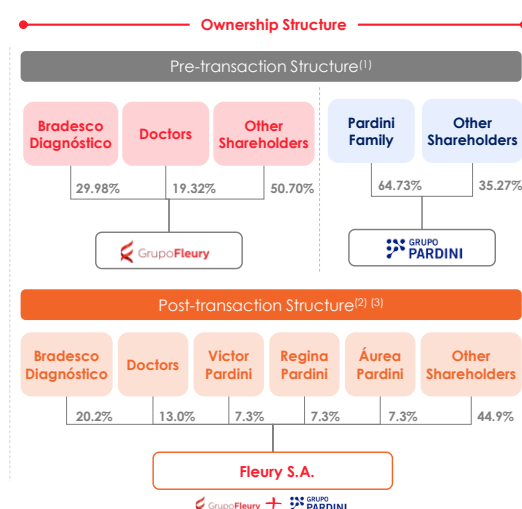 Ownership Structure
Pre-transaction Structure(1)
Bradesco
Diagnóstico
Doctors
Other
Shareholders
Pardini
Family
Other
Shareholders
29.98%
19.32%
50.70%
64.73%
35.27%
GrupoFleury
GRUPO
PARDINI
Post-transaction Structure(2) (3)
Bradesco
Diagnóstico
Doctors
Victor
Pardini
Regina
Pardini
Áurea
Pardini
Other
Shareholders
20.2%
13.0%
7.3%
7.3%
7.3%
44.9%
Fleury S.A.
GrupoFleury + GRUPO
PARDINI